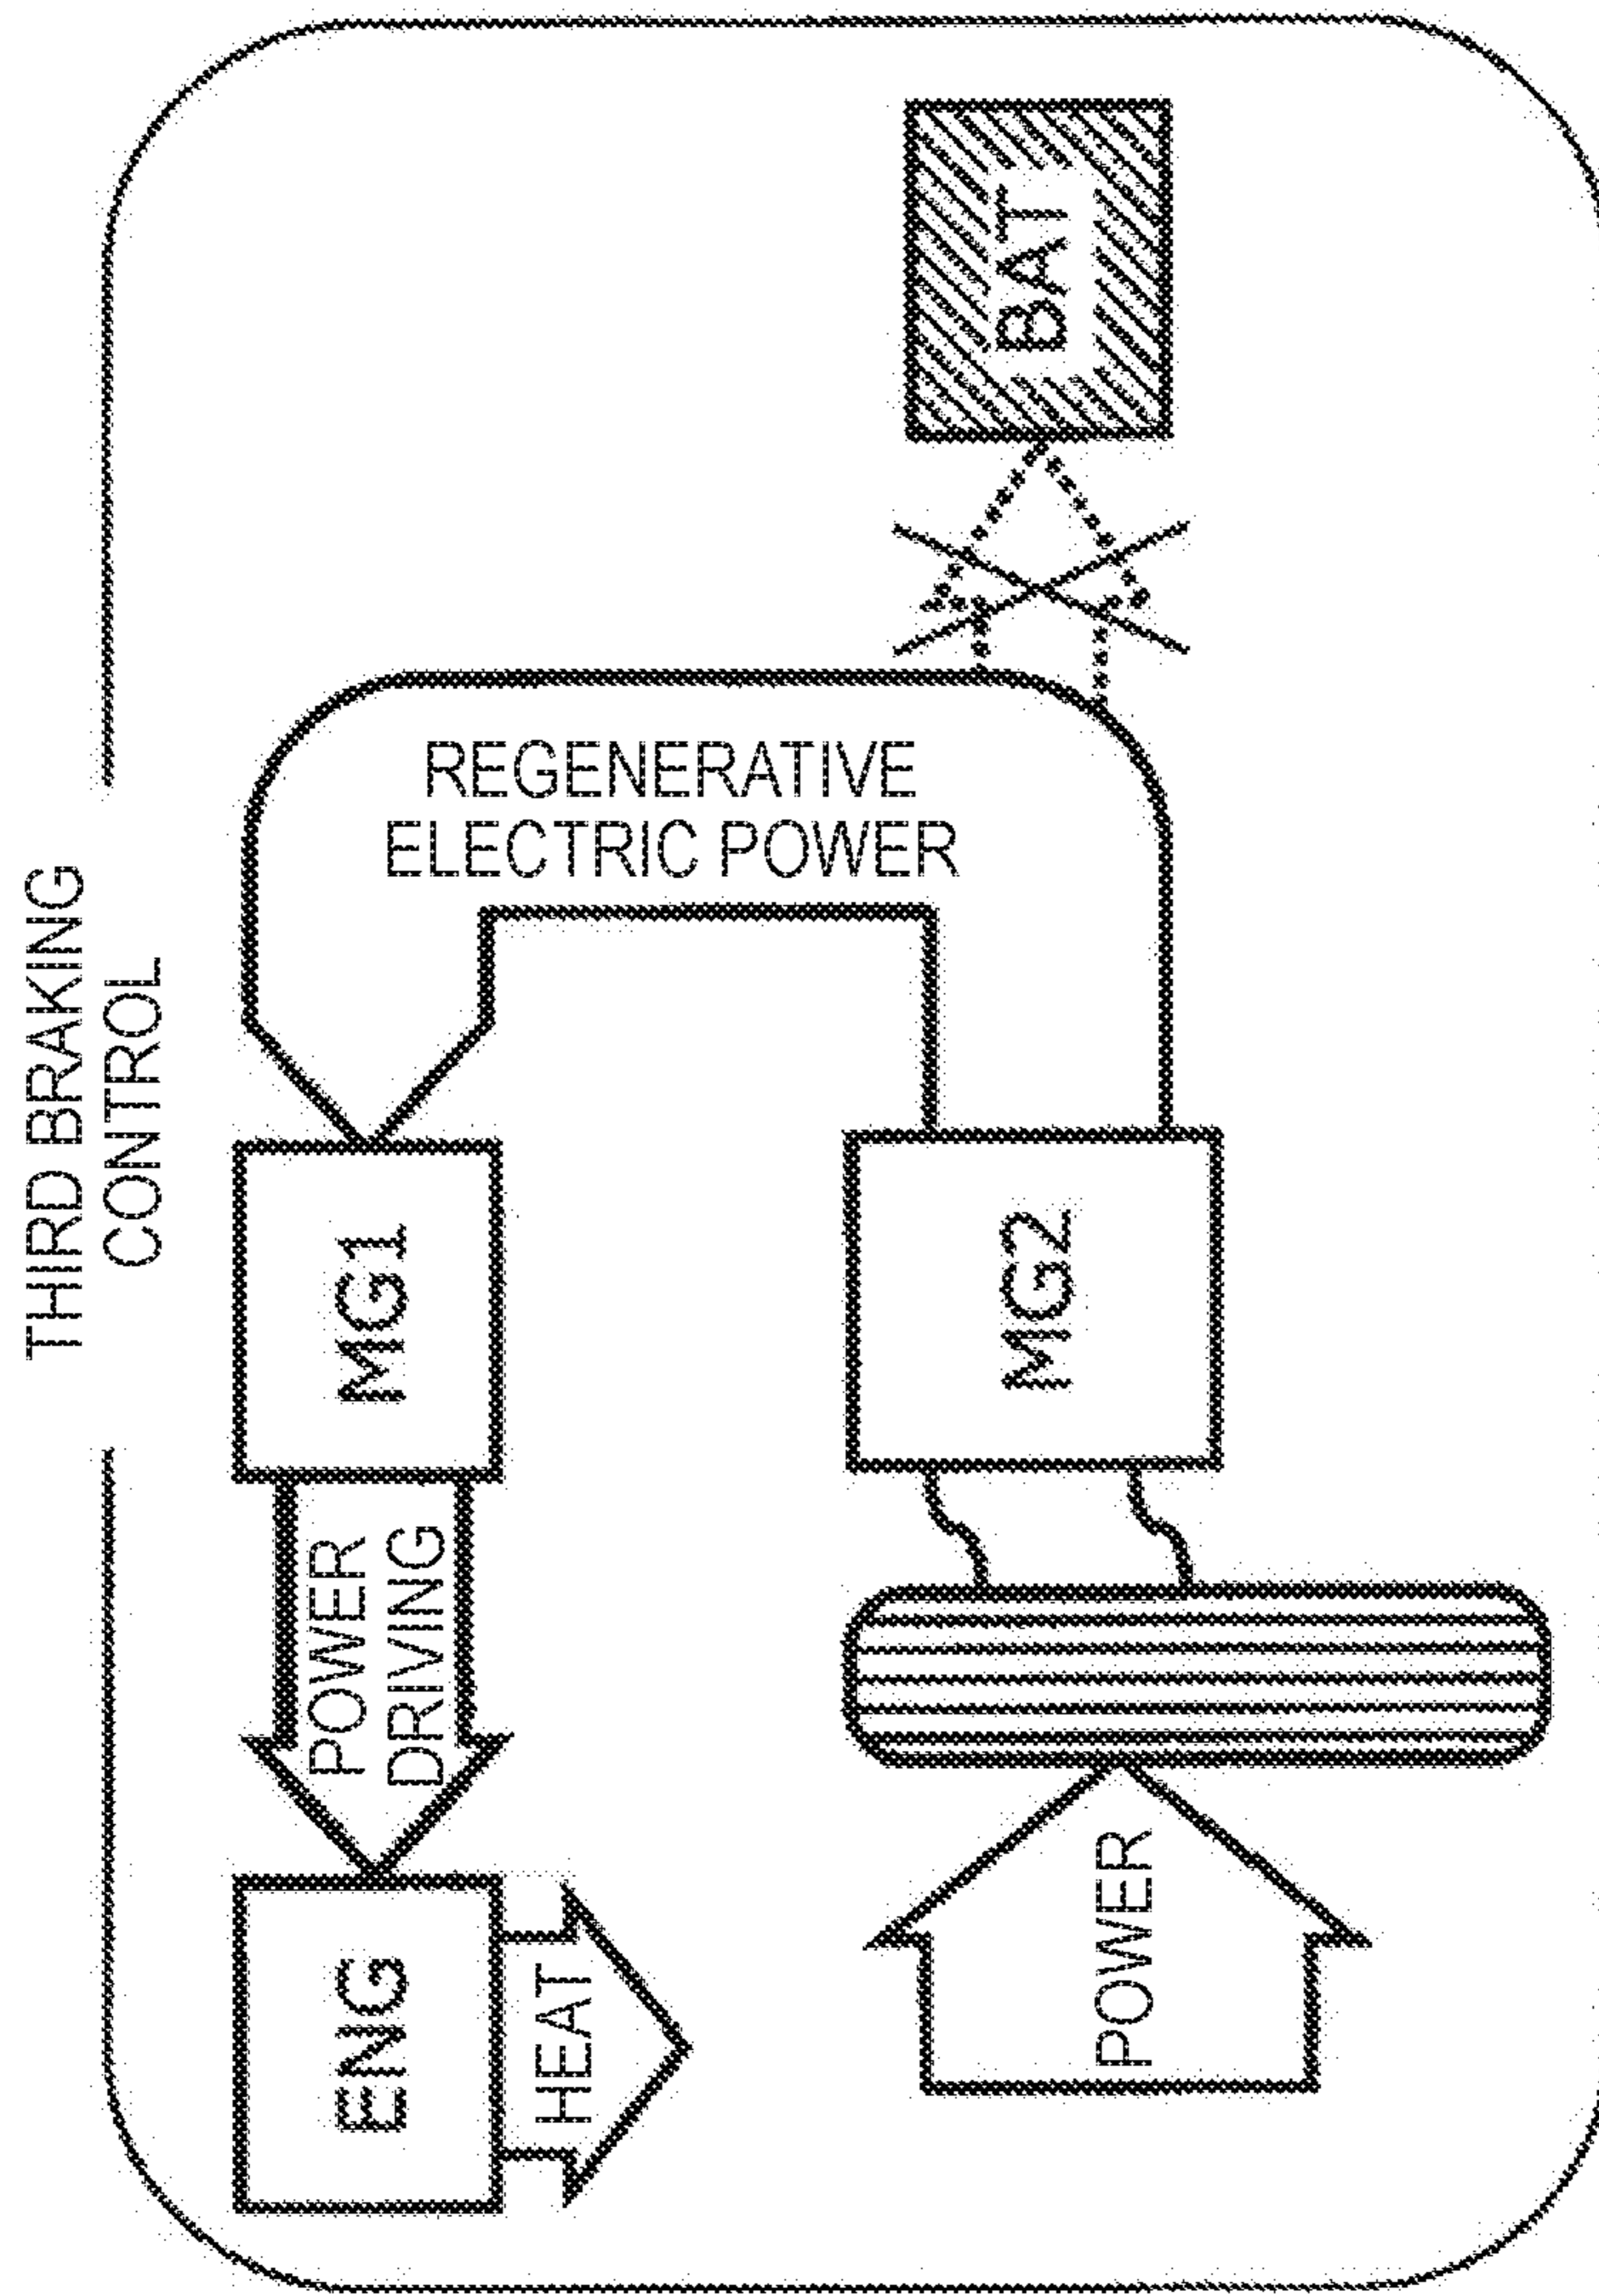 THIRD BRAKING
CONTROL
ENG
POWER
DRIVING
MG1
REGENERATIVE
ELECTRIC POWER
HEAT
POWER
MG2
BAT